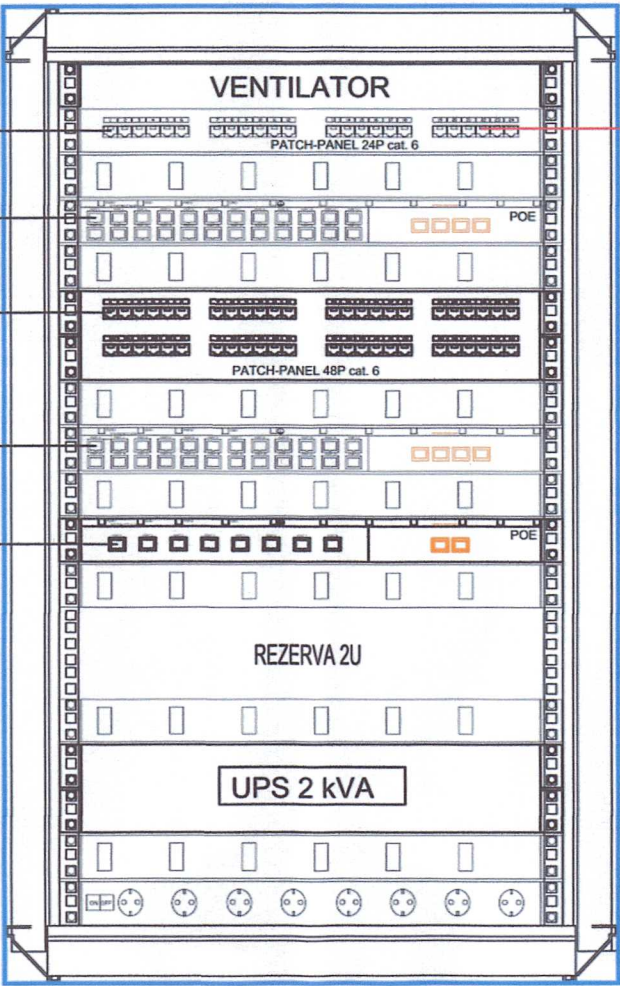 VENTILATOR
PATCH-PANEL 24P cat. 6
POE
PATCH-PANEL 48P cat. 6
POE
REZERVA 2U
UPS 2 kVA
ON OFF